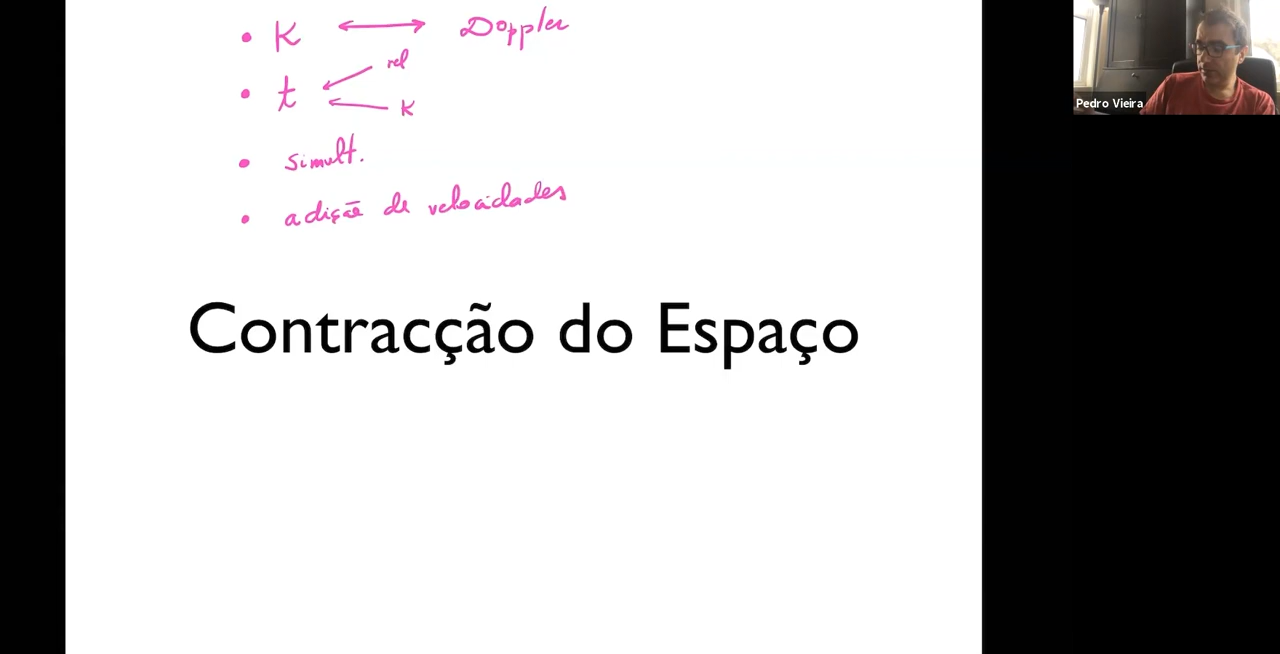 • K ⟷ Doppler
rel
• t
K
• simult.
• adição de velocidades
Contracção do Espaço
Pedro Vieira